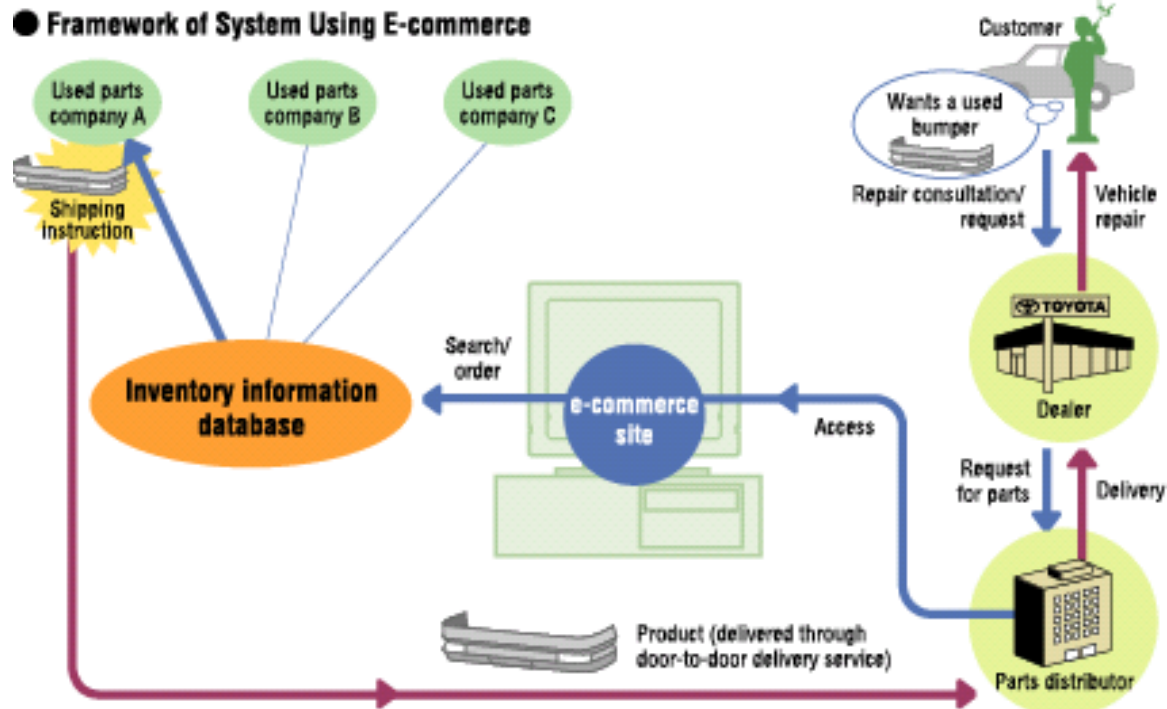 Framework of System Using E-commerce
Customer
Used parts
company A
Used parts
company B
Used parts
company C
Wants a used
bumper
Shipping
instruction
Repair consultation/
request
Vehicle
repair
TOYOTA
Dealer
Search/
order
Inventory information
database
e-commerce
site
Access
Request
for parts
Delivery
Product (delivered through
door-to-door delivery service)
Parts distributor